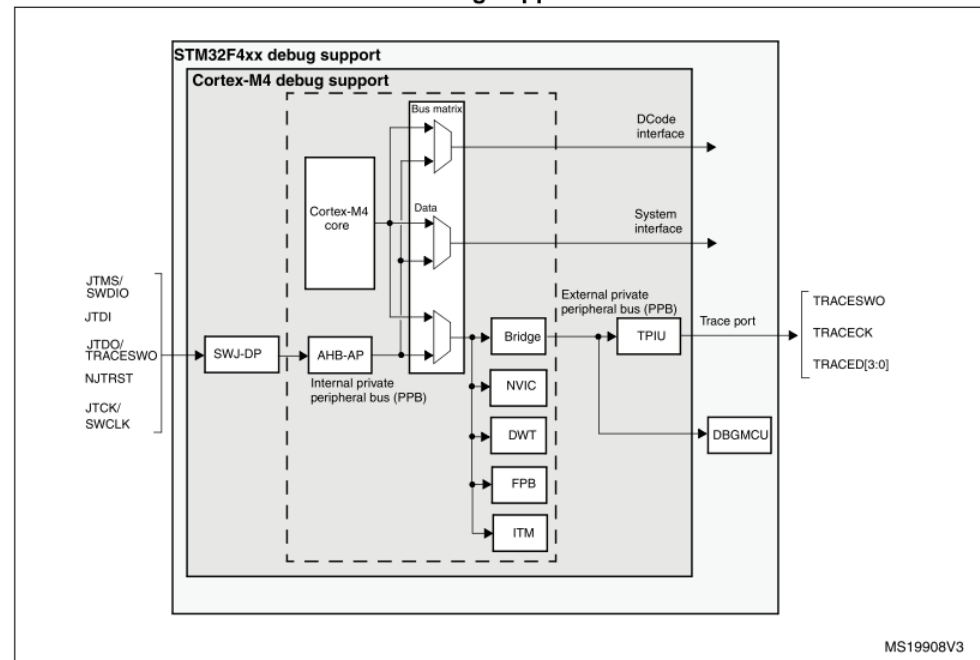 STM32F4xx debug support
Cortex-M4 debug support
Bus matrix
DCode
interface
Cortex-M4
core
Data
System
interface
JTMS/
SWDIO
JTDI
JTDO/
TRACESWO
NJTRST
JTCK/
SWCLK
SWJ-DP
AHB-AP
Internal private
peripheral bus (PPB)
Bridge
NVIC
DWT
FPB
ITM
External private
peripheral bus (PPB)
TPIU
Trace port
DBGMCU
TRACESWO
TRACECK
TRACED[3:0]
MS19908V3